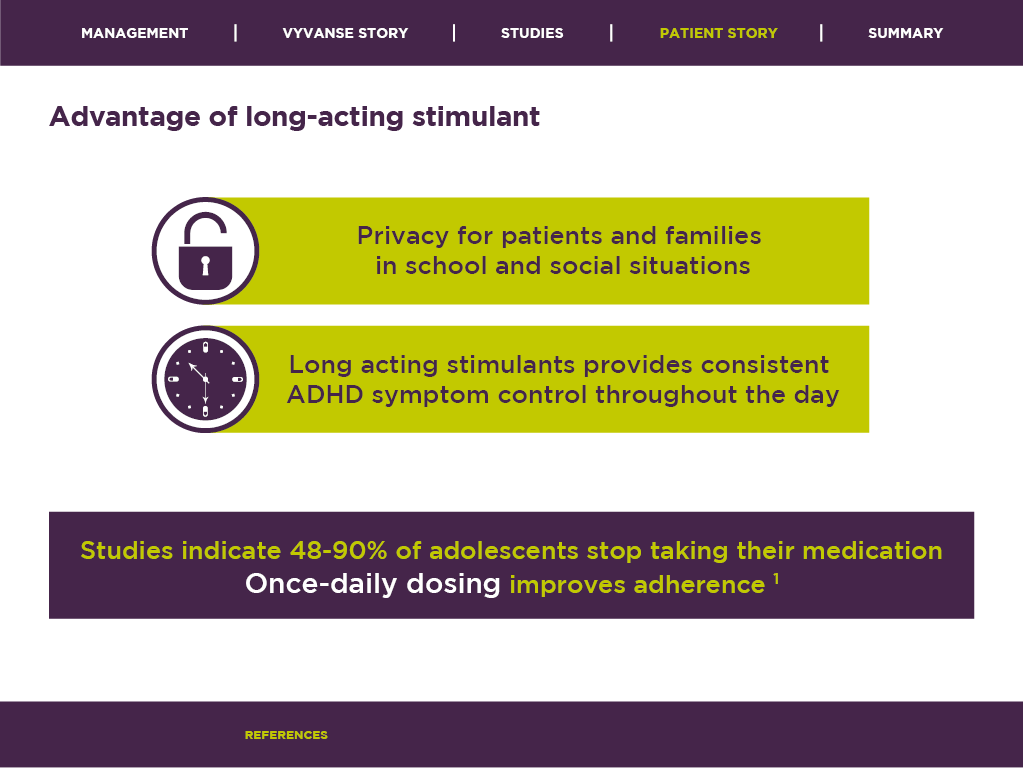 MANAGEMENT | VYVANSE STORY | STUDIES | PATIENT STORY | SUMMARY
Advantage of long-acting stimulant
Privacy for patients and families
in school and social situations
Long acting stimulants provides consistent
ADHD symptom control throughout the day
Studies indicate 48-90% of adolescents stop taking their medication
Once-daily dosing improves adherence ¹
REFERENCES